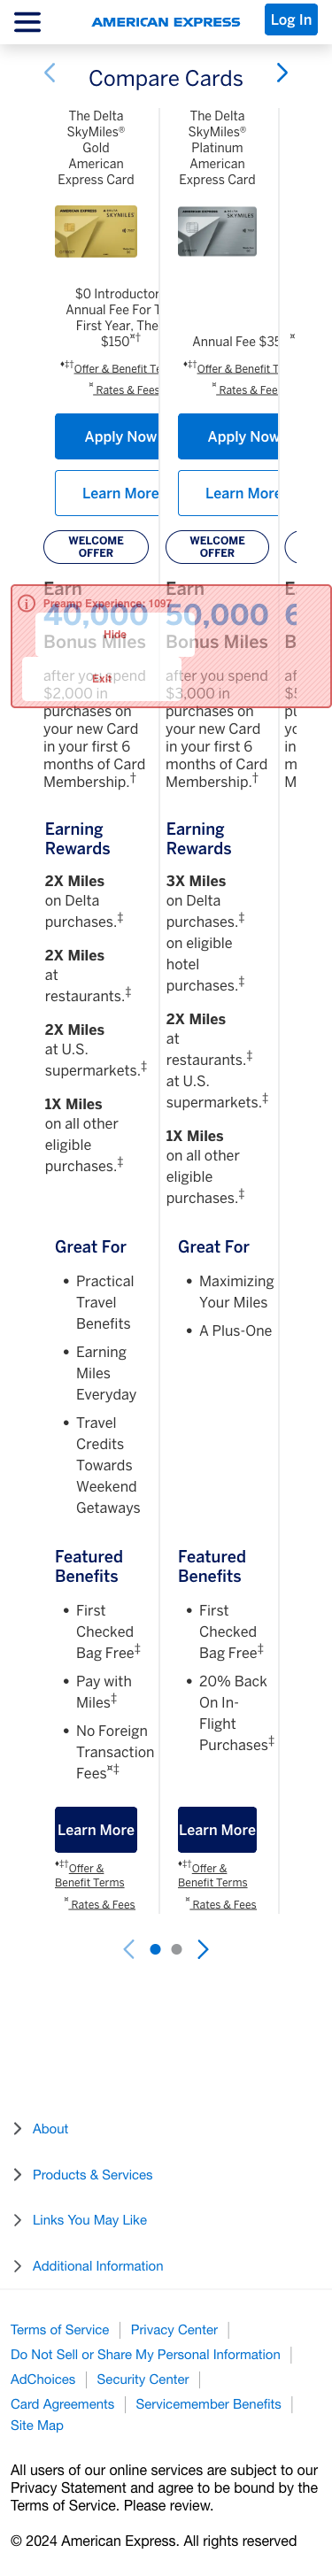 AMERICAN EXPRESS
Log In
Compare Cards
The Delta
SkyMiles®
Gold
American
Express Card
$0 Introductor
Annual Fee For T
First Year, The
$150¤†
♦‡†Offer & Benefit Te
¤ Rates & Fees
Apply Now
Learn More
WELCOME
OFFER
Earn
40,000
Bonus Miles
after you spend
$2,000 in
purchases on
your new Card
in your first 6
months of Card
Membership.†
The Delta
SkyMiles®
Platinum
American
Express Card
Annual Fee $35
♦‡†Offer & Benefit T
¤ Rates & Fee
Apply Now
Learn More
WELCOME
OFFER
Earn
50,000
Bonus Miles
after you spend
$3,000 in
purchases on
your new Card
in your first 6
months of Card
Membership.†
¤
E
6
B
af
$5
pu
yo
in
m
M
Preamp Experience: 1097
Hide
Exit
Earning
Rewards
2X Miles
on Delta
purchases.‡
2X Miles
at
restaurants.‡
2X Miles
at U.S.
supermarkets.‡
1X Miles
on all other
eligible
purchases.‡
Earning
Rewards
3X Miles
on Delta
purchases.‡
on eligible
hotel
purchases.‡
2X Miles
at
restaurants.‡
at U.S.
supermarkets.‡
1X Miles
on all other
eligible
purchases.‡
Great For
• Practical
Travel
Benefits
• Earning
Miles
Everyday
• Travel
Credits
Towards
Weekend
Getaways
Great For
• Maximizing
Your Miles
• A Plus-One
Featured
Benefits
• First
Checked
Bag Free‡
• Pay with
Miles‡
• No Foreign
Transaction
Fees¤‡
Learn More
♦‡†Offer &
Benefit Terms
¤ Rates & Fees
Featured
Benefits
• First
Checked
Bag Free‡
• 20% Back
On In-
Flight
Purchases‡
Learn More
♦‡†Offer &
Benefit Terms
¤ Rates & Fees
About
Products & Services
Links You May Like
Additional Information
Terms of Service
Privacy Center
Do Not Sell or Share My Personal Information
AdChoices
Security Center
Card Agreements
Servicemember Benefits
Site Map
All users of our online services are subject to our
Privacy Statement and agree to be bound by the
Terms of Service. Please review.
© 2024 American Express. All rights reserved